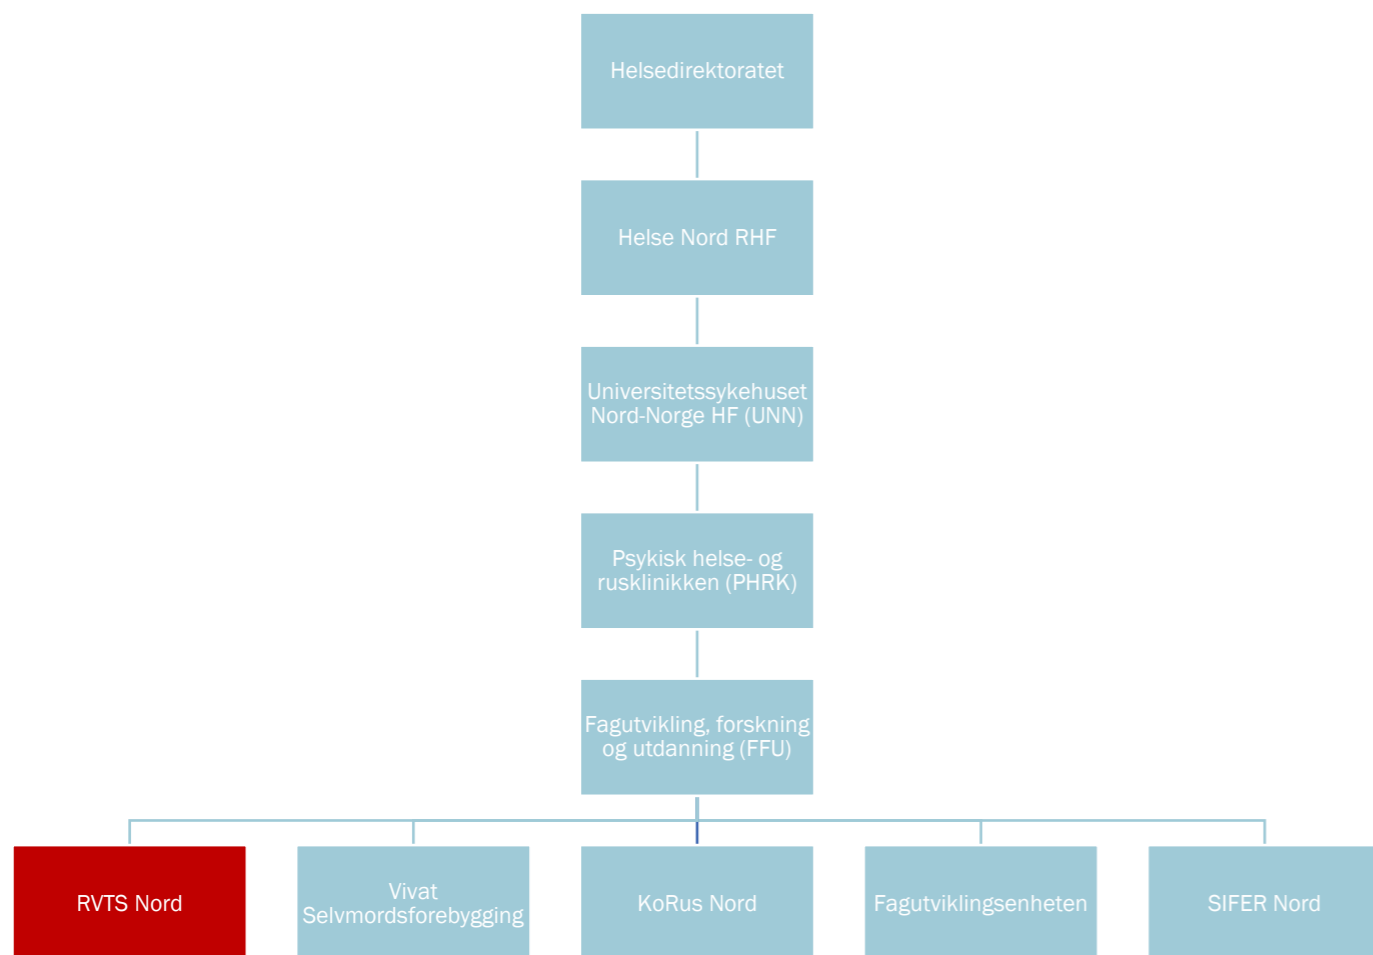 Helsedirektoratet
Helse Nord RHF
Universitetssykehuset
Nord-Norge HF (UNN)
Psykisk helse- og
rusklinikken (PHRK)
Fagutvikling, forskning
og utdanning (FFU)
RVTS Nord
Vivat
Selvmordsforebygging
KoRus Nord
Fagutviklingsenheten
SIFER Nord